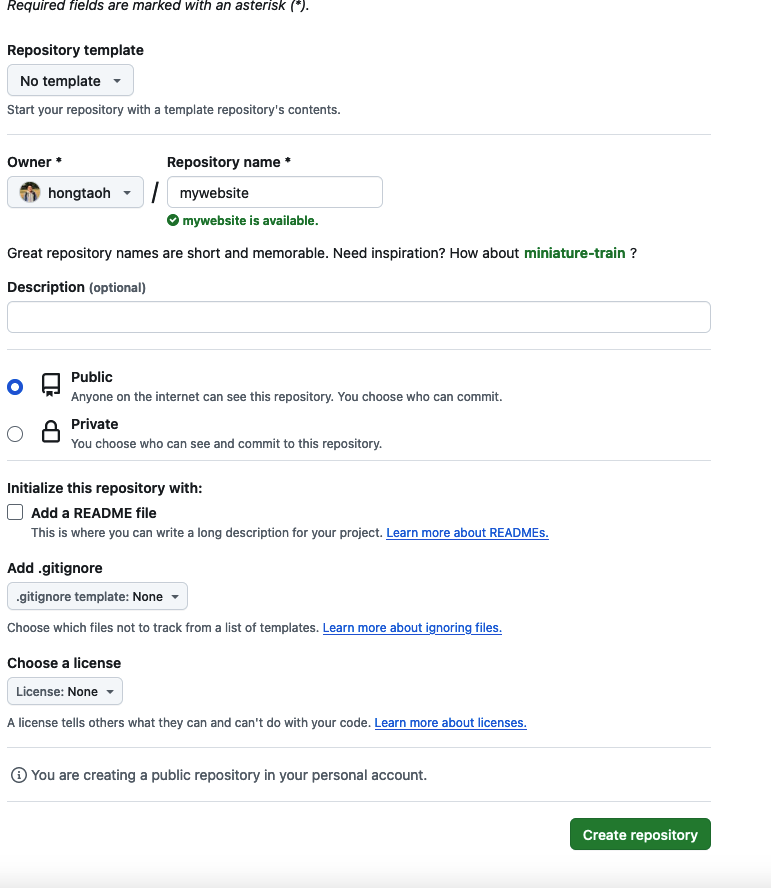 Required fields are marked with an asterisk (*).
Repository template
No template
Start your repository with a template repository's contents.
Owner *
Repository name *
hongtaoh
/
mywebsite
mywebsite is available.
Great repository names are short and memorable. Need inspiration? How about miniature-train ?
Description (optional)
Public
Anyone on the internet can see this repository. You choose who can commit.
Private
You choose who can see and commit to this repository.
Initialize this repository with:
Add a README file
This is where you can write a long description for your project. Learn more about READMEs.
Add .gitignore
.gitignore template: None
Choose which files not to track from a list of templates. Learn more about ignoring files.
Choose a license
License: None
A license tells others what they can and can't do with your code. Learn more about licenses.
You are creating a public repository in your personal account.
Create repository